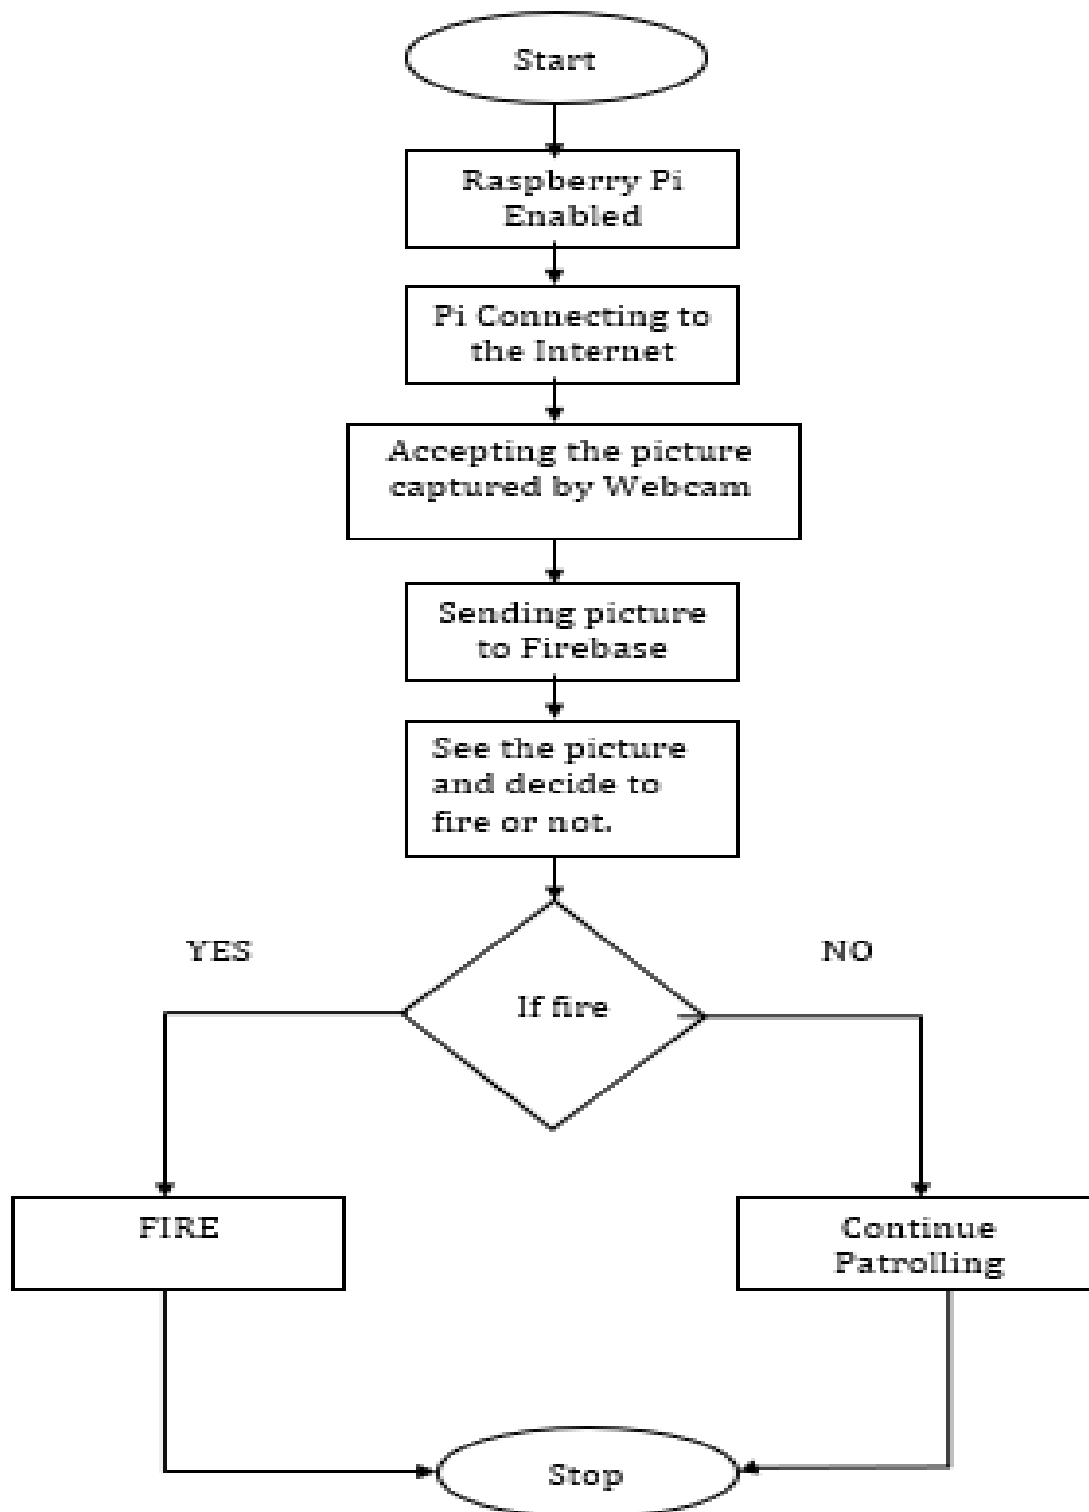 Start
Raspberry Pi
Enabled
Pi Connecting to
the Internet
Accepting the picture
captured by Webcam
Sending picture
to Firebase
See the picture
and decide to
fire or not.
YES
NO
If fire
FIRE
Continue
Patrolling
Stop